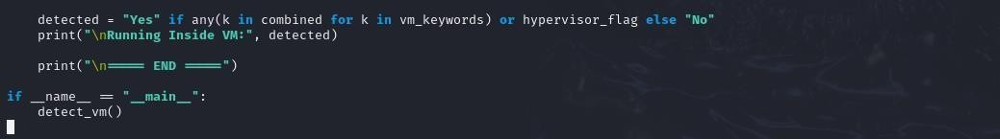 detected = "Yes" if any(k in combined for k in vm_keywords) or hypervisor_flag else "No"
print("\nRunning Inside VM:", detected)
print("\n===== END =====")
if __name__ == "__main__":
detect_vm()